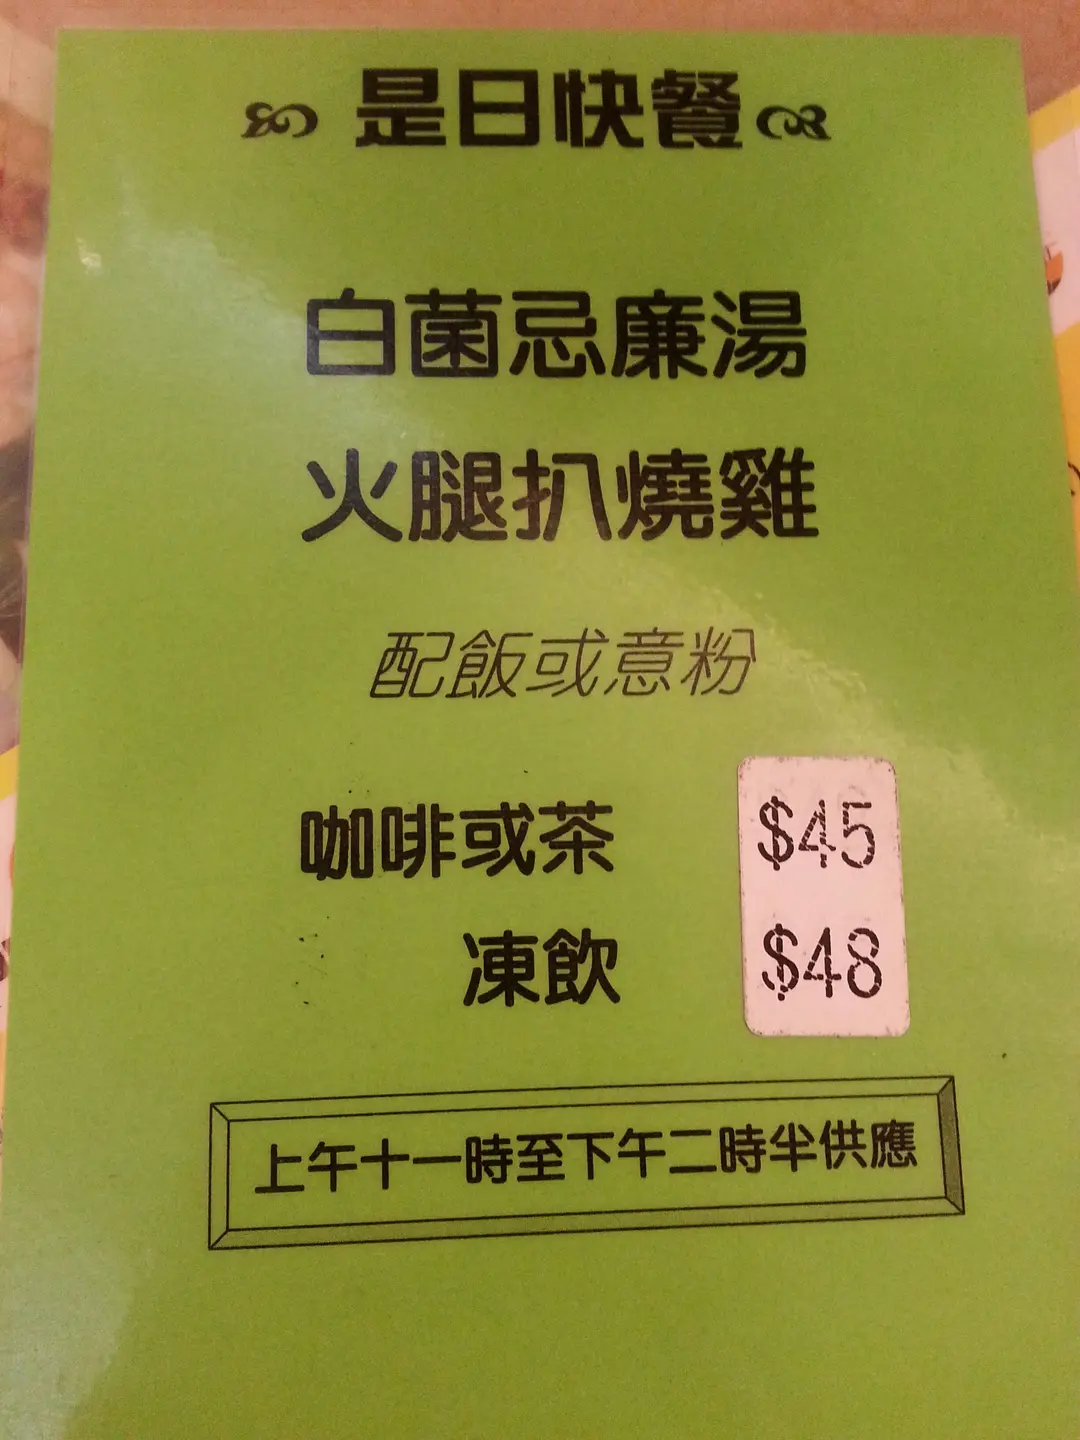 是日快餐
白菌忌廉湯
火腿扒燒雞
配飯或意粉
咖啡或茶 $45
凍飲 $48
上午十一時至下午二時半供應